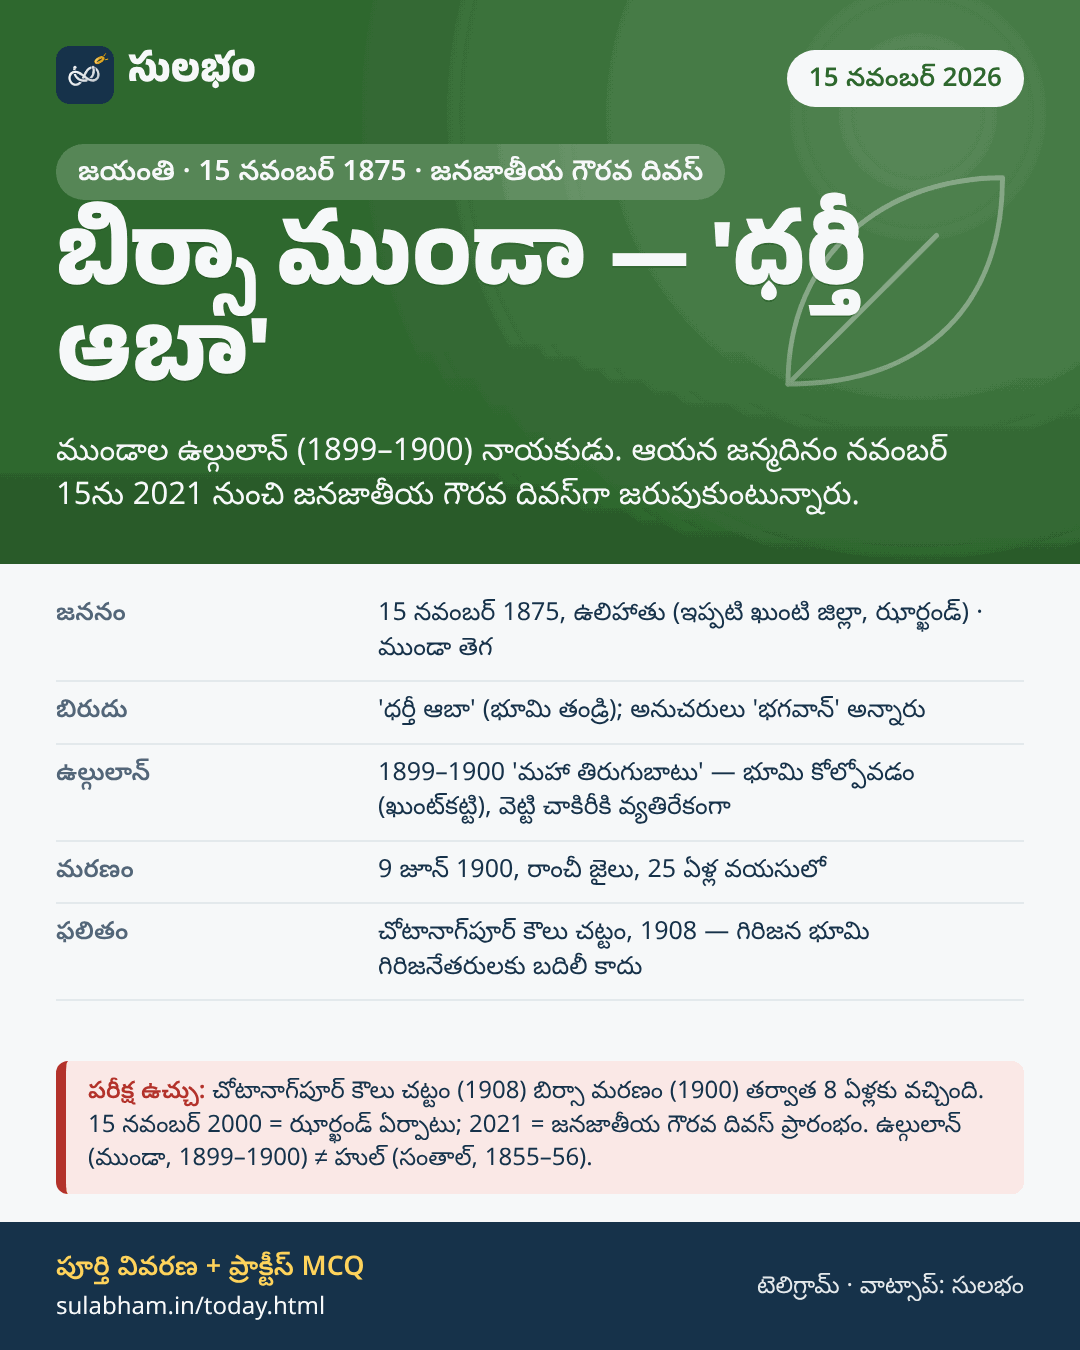 సులభం
15 నవంబర్ 2026
జయంతి · 15 నవంబర్ 1875 · జనజాతీయ గౌరవ దివస్
బిర్సా ముండా — 'ధర్తీ
ఆబా'
ముండాల ఉల్గులాన్ (1899–1900) నాయకుడు. ఆయన జన్మదినం నవంబర్
15ను 2021 నుంచి జనజాతీయ గౌరవ దివస్‌గా జరుపుకుంటున్నారు.
జననం
15 నవంబర్ 1875, ఉలిహాతు (ఇప్పటి ఖుంటి జిల్లా, ఝార్ఖండ్) ·
ముండా తెగ
బిరుదు
'ధర్తీ ఆబా' (భూమి తండ్రి); అనుచరులు 'భగవాన్' అన్నారు
ఉల్గులాన్
1899–1900 'మహా తిరుగుబాటు' — భూమి కోల్పోవడం
(ఖుంట్‌కట్టి), వెట్టి చాకిరీకి వ్యతిరేకంగా
మరణం
9 జూన్ 1900, రాంచీ జైలు, 25 ఏళ్ల వయసులో
ఫలితం
చోటానాగ్‌పూర్ కౌలు చట్టం, 1908 — గిరిజన భూమి
గిరిజనేతరులకు బదిలీ కాదు
పరీక్ష ఉచ్చు: చోటానాగ్‌పూర్ కౌలు చట్టం (1908) బిర్సా మరణం (1900) తర్వాత 8 ఏళ్లకు వచ్చింది.
15 నవంబర్ 2000 = ఝార్ఖండ్ ఏర్పాటు; 2021 = జనజాతీయ గౌరవ దివస్ ప్రారంభం. ఉల్గులాన్
(ముండా, 1899–1900) ≠ హుల్ (సంతాల్, 1855–56).
పూర్తి వివరణ + ప్రాక్టీస్ MCQ
sulabham.in/today.html
టెలిగ్రామ్ · వాట్సాప్: సులభం